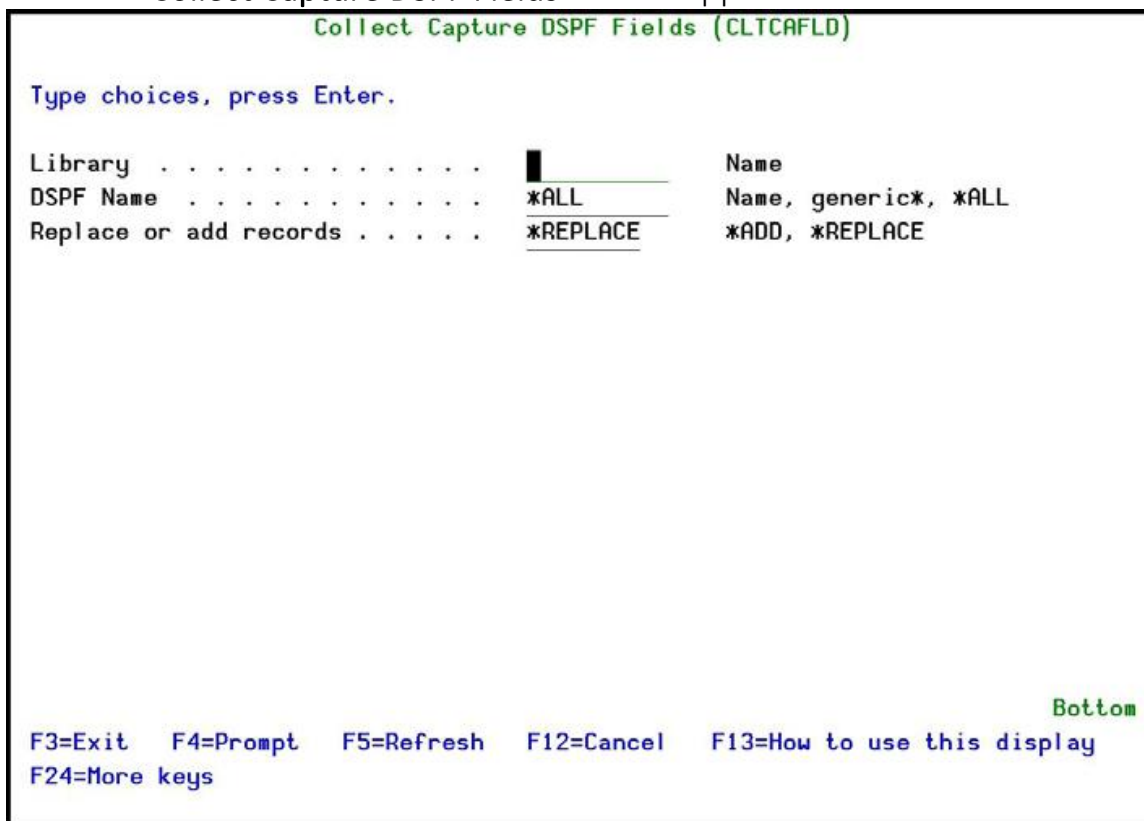 Collect Capture DSPF Fields (CLTCAFLD)
Type choices, press Enter.
Library . . . . . . . . . . . . Name
DSPF Name . . . . . . . . . . . *ALL Name, generic*, *ALL
Replace or add records . . . . . *REPLACE *ADD, *REPLACE
Bottom
F3=Exit F4=Prompt F5=Refresh F12=Cancel F13=How to use this display
F24=More keys